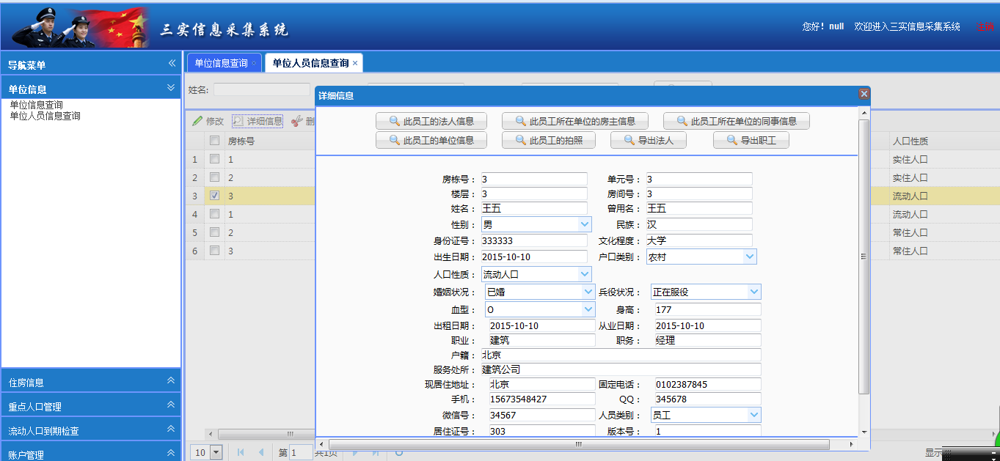 三实信息采集系统
您好！null 欢迎进入三实信息采集系统
导航菜单
单位信息
单位信息查询
单位人员信息查询
住房信息
重点人口管理
流动人口到期检查
账户管理
单位信息查询 单位人员信息查询
姓名:
修改 详细信息 删
房栋号 人口性质
1 1 实住人口
2 2 实住人口
3 3 流动人口
4 1 流动人口
5 2 常住人口
6 3 常住人口
10 第 1 共1页 显示
详细信息
此员工的法人信息 此员工所在单位的房主信息 此员工所在单位的同事信息
此员工的单位信息 此员工的拍照 导出法人 导出职工
房栋号： 3 单元号： 3
楼层： 3 房间号： 3
姓名： 王五 曾用名： 王五
性别： 男 民族： 汉
身份证号： 333333 文化程度： 大学
出生日期： 2015-10-10 户口类别： 农村
人口性质： 流动人口
婚姻状况： 已婚 兵役状况： 正在服役
血型： O 身高： 177
出租日期： 2015-10-10 从业日期： 2015-10-10
职业： 建筑 职务： 经理
户籍： 北京
服务处所： 建筑公司
现居住地址： 北京 固定电话： 0102387845
手机： 15673548427 QQ： 345678
微信号： 34567 人员类别： 员工
居住证号： 303 版本号： 1